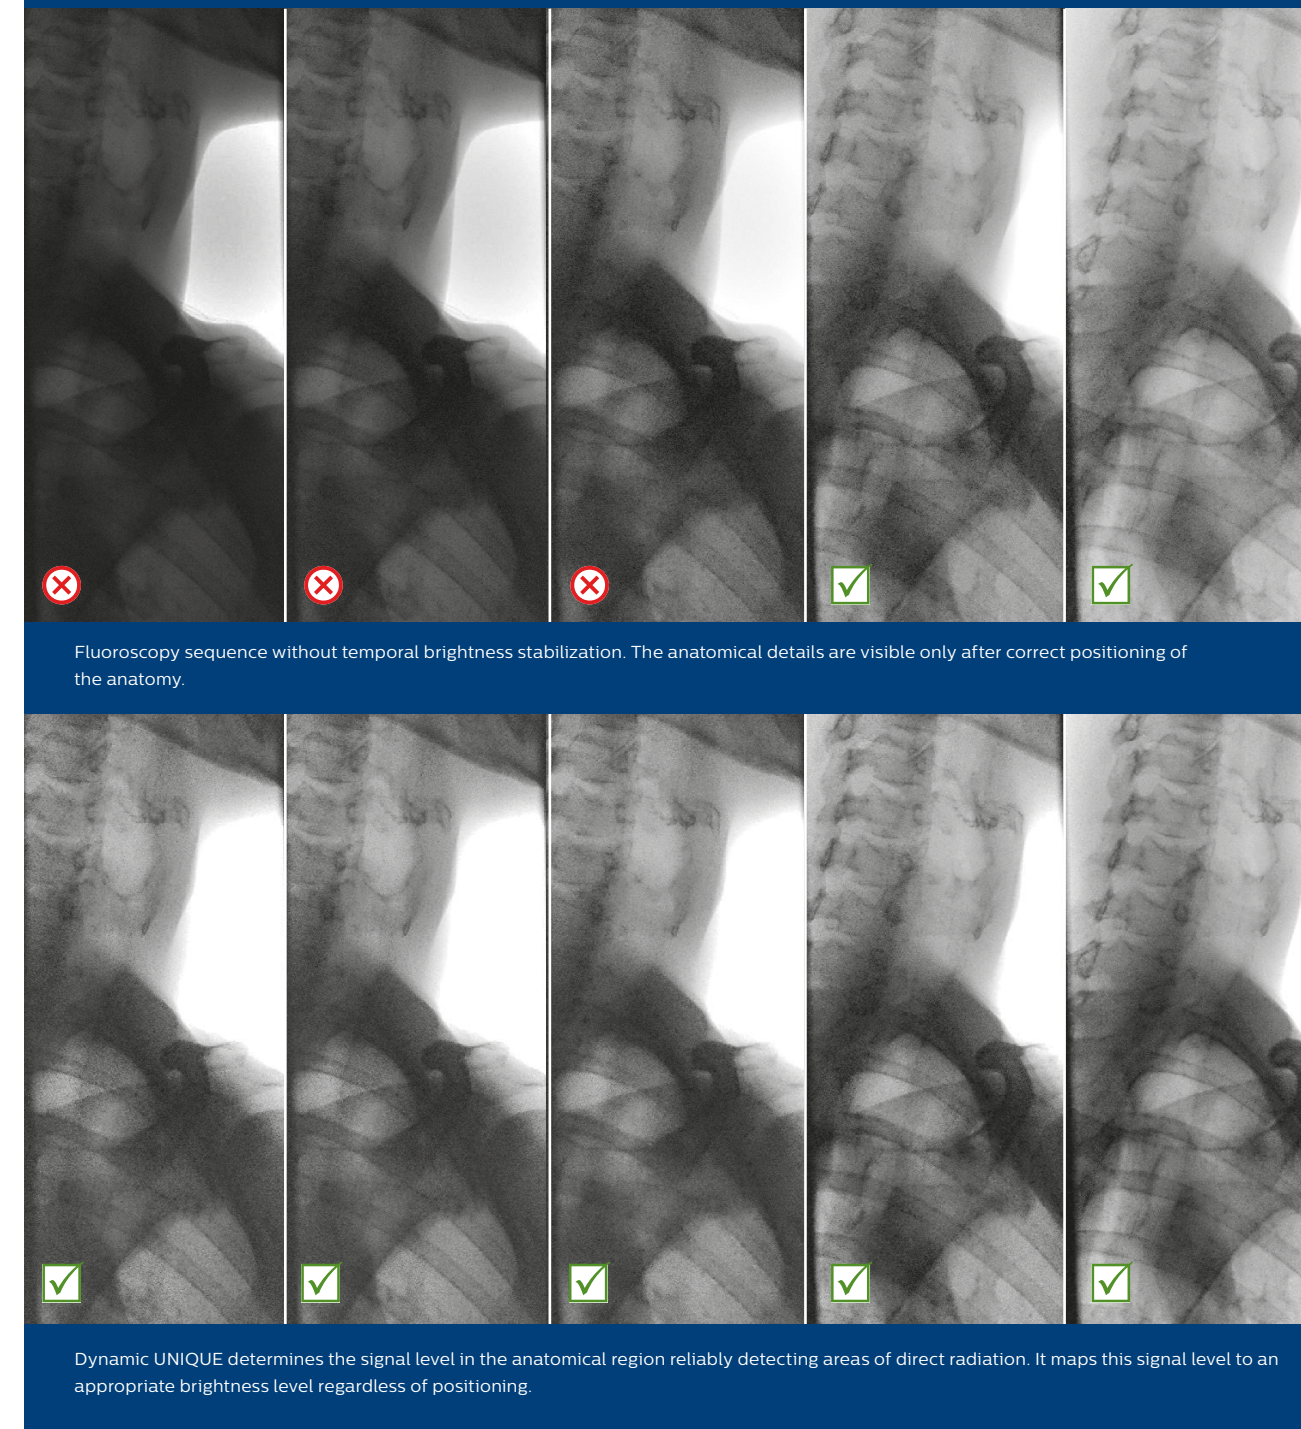 Fluoroscopy sequence without temporal brightness stabilization. The anatomical details are visible only after correct positioning of
the anatomy.
Dynamic UNIQUE determines the signal level in the anatomical region reliably detecting areas of direct radiation. It maps this signal level to an
appropriate brightness level regardless of positioning.